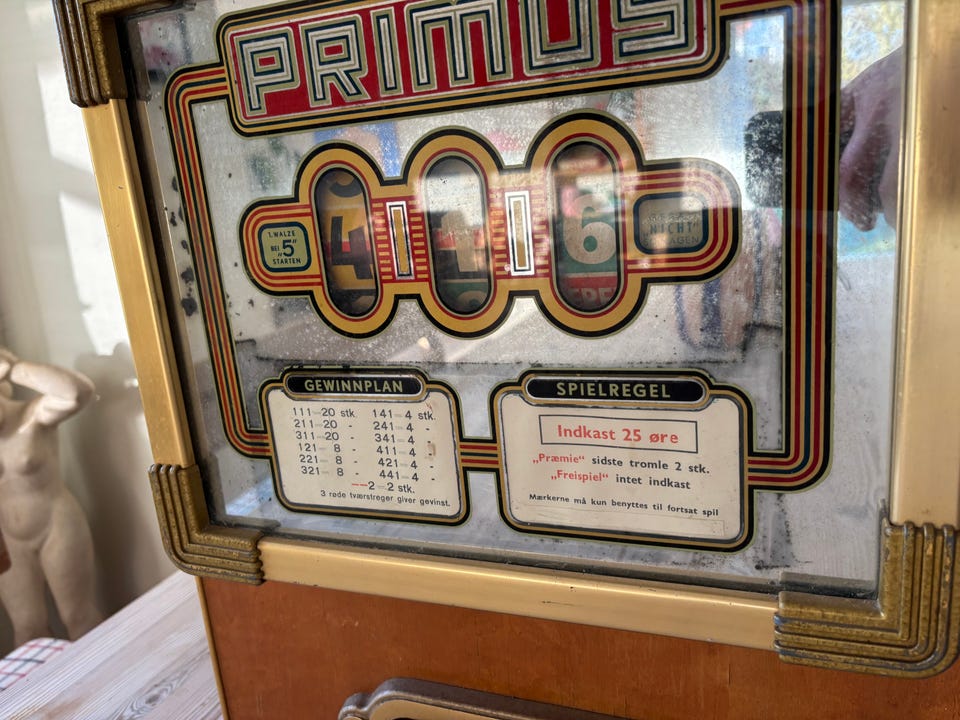 PRIMUS
1.WALZE
BEI „5"
STARTEN
4
1
6
FREI
"NICHT"
GEWINNPLAN
111—20 stk.
211—20 -
311—20 -
121— 8 -
221— 8 -
321— 8 -
141— 4 stk.
241— 4 -
341— 4 -
411— 4 -
421— 4 -
441— 4 -
——2—2 stk.
3 røde tværstreger giver gevinst.
SPIELREGEL
Indkast 25 øre
„Præmie" sidste tromle 2 stk.
„Freispiel" intet indkast
Mærkerne må kun benyttes til fortsat spil